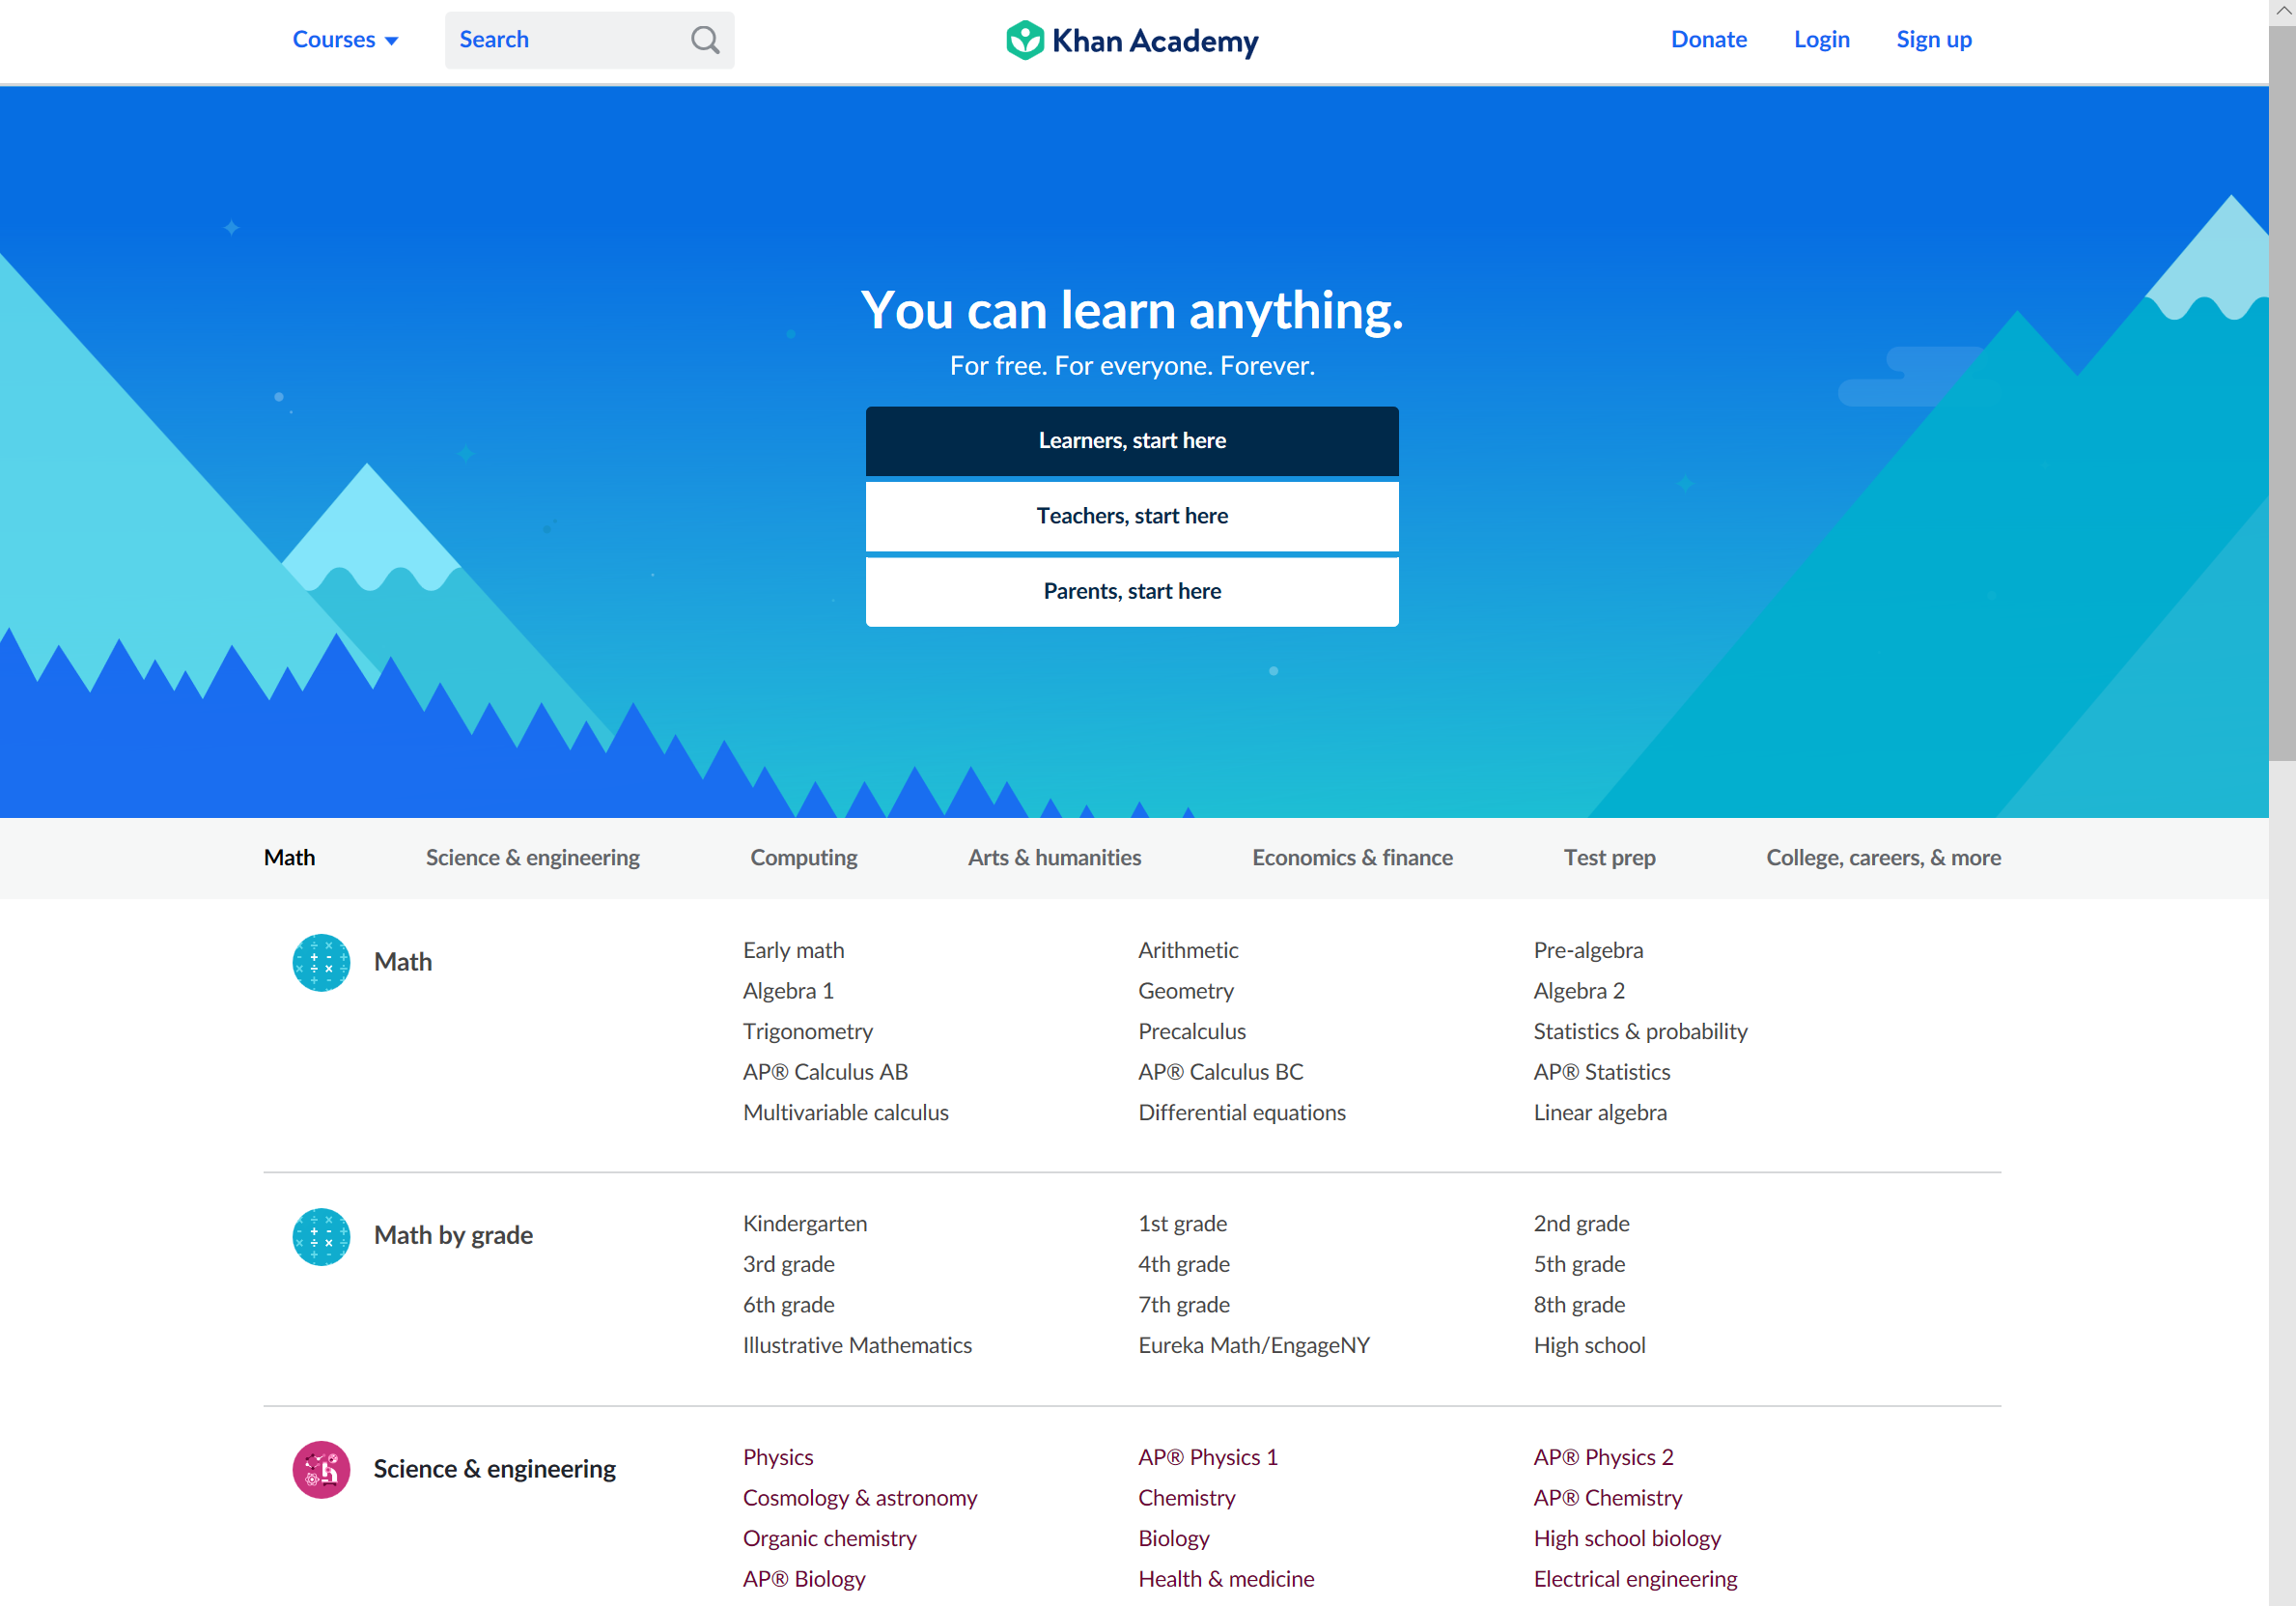 Courses
Search
Khan Academy
Donate
Login
Sign up
You can learn anything.
For free. For everyone. Forever.
Learners, start here
Teachers, start here
Parents, start here
Math
Science & engineering
Computing
Arts & humanities
Economics & finance
Test prep
College, careers, & more
Math
Early math
Arithmetic
Pre-algebra
Algebra 1
Geometry
Algebra 2
Trigonometry
Precalculus
Statistics & probability
AP® Calculus AB
AP® Calculus BC
AP® Statistics
Multivariable calculus
Differential equations
Linear algebra
Math by grade
Kindergarten
1st grade
2nd grade
3rd grade
4th grade
5th grade
6th grade
7th grade
8th grade
Illustrative Mathematics
Eureka Math/EngageNY
High school
Science & engineering
Physics
AP® Physics 1
AP® Physics 2
Cosmology & astronomy
Chemistry
AP® Chemistry
Organic chemistry
Biology
High school biology
AP® Biology
Health & medicine
Electrical engineering